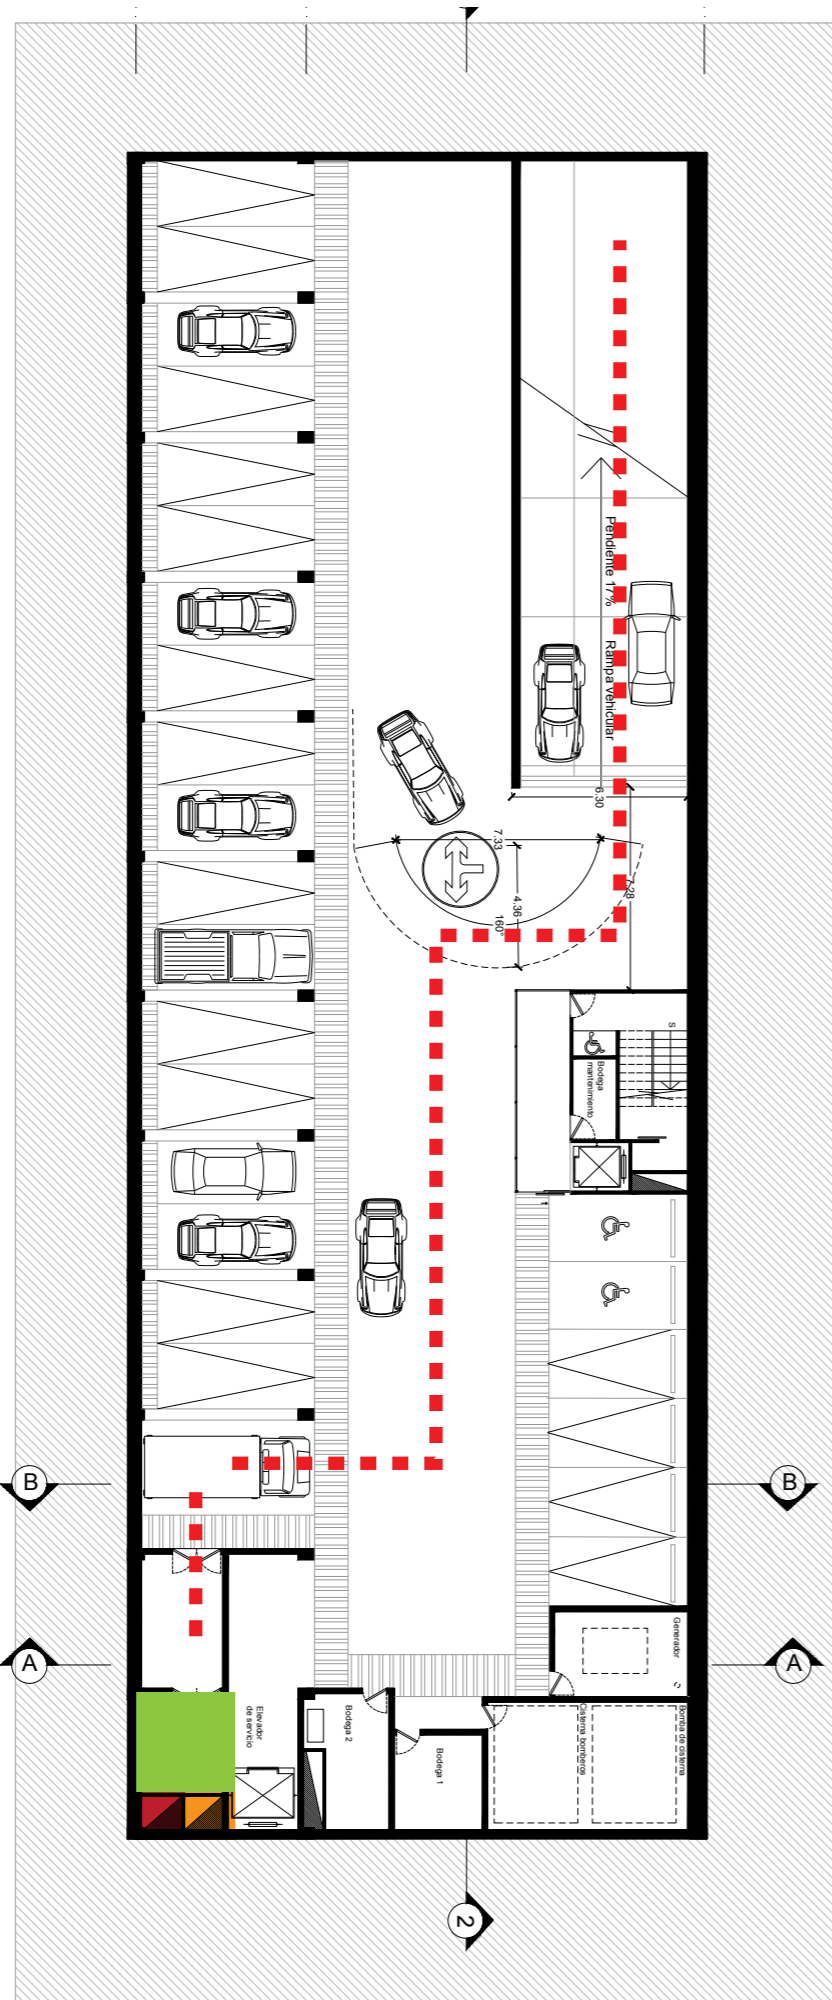 Pendiente 17%
Rampa vehicular
6.30
7.33
4.36
160°
7.28
S
Bodega
mantenimiento
B
B
A
A
Generador
Elevador
de servicio
Bodega 2
Bodega 1
Cisterna bomberos
Bomba de cisterna
2